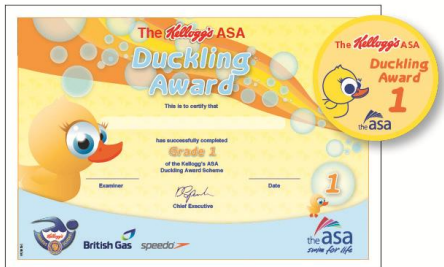 The Kellogg's ASA
Duckling
Award
This is to certify that
has successfully completed
Grade 1
of the Kellogg's ASA
Duckling Award Scheme
Examiner
Date
Chief Executive
1
Kellogg's
British Gas
speedo
the asa
swim for life
The Kellogg's ASA
Duckling
Award
1
the asa